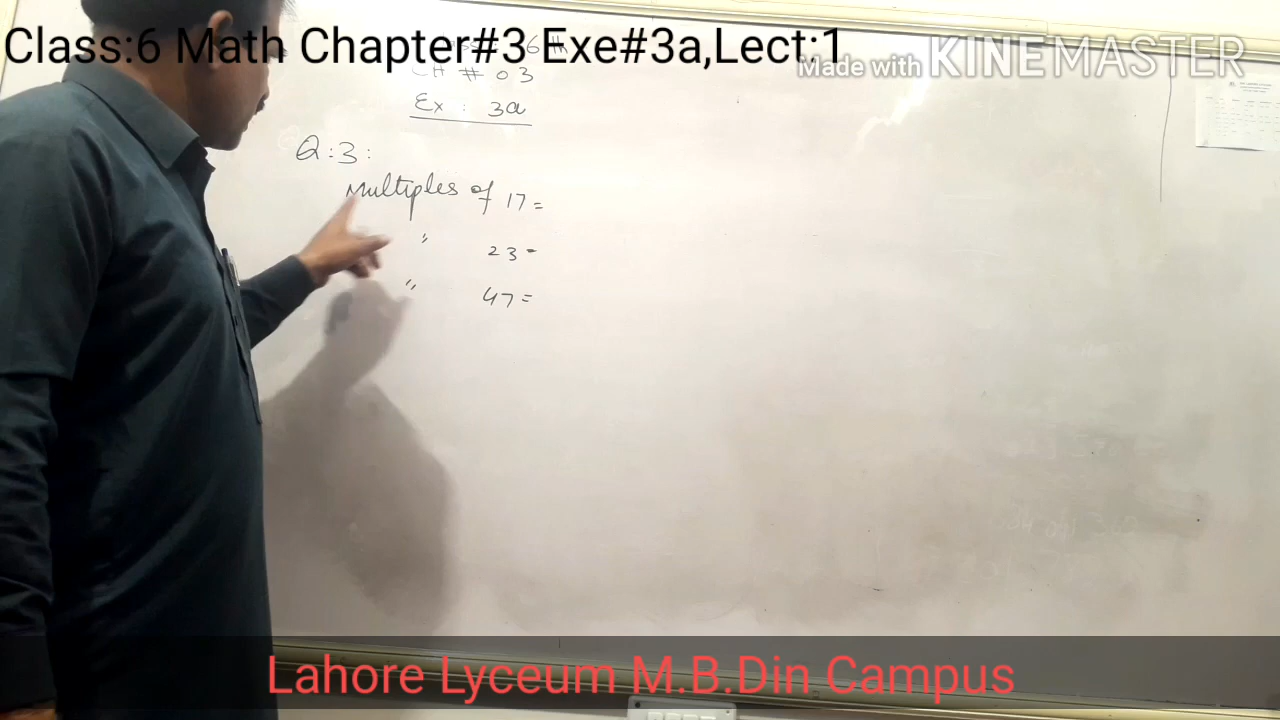 Class:6 Math Chapter#3 Exe#3a,Lect:1
Made with KINEMASTER
CH # 03
Ex : 3a
Q:3:
Multiples of 17=
" 23=
" 47=
Lahore Lyceum M.B.Din Campus